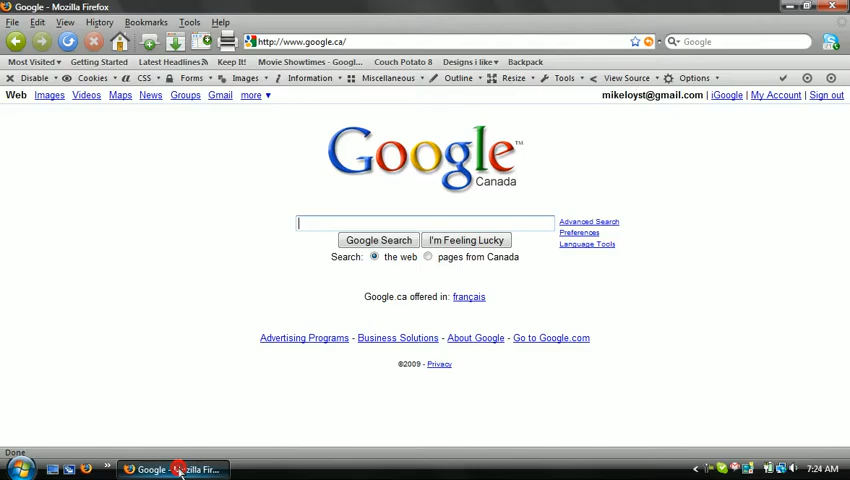 Google - Mozilla Firefox
File Edit View History Bookmarks Tools Help
http://www.google.ca/ Google
Most Visited Getting Started Latest Headlines Keep It! Movie Showtimes - Googl... Couch Potato 8 Designs i like Backpack
Disable Cookies CSS Forms Images Information Miscellaneous Outline Resize Tools View Source Options
Web Images Videos Maps News Groups Gmail more mikeloyst@gmail.com | iGoogle | My Account | Sign out
Google™
Canada
Advanced Search
Preferences
Language Tools
Google Search I'm Feeling Lucky
Search: the web pages from Canada
Google.ca offered in: français
Advertising Programs - Business Solutions - About Google - Go to Google.com
©2009 - Privacy
Done
Google - Mozilla Fir... 7:24 AM